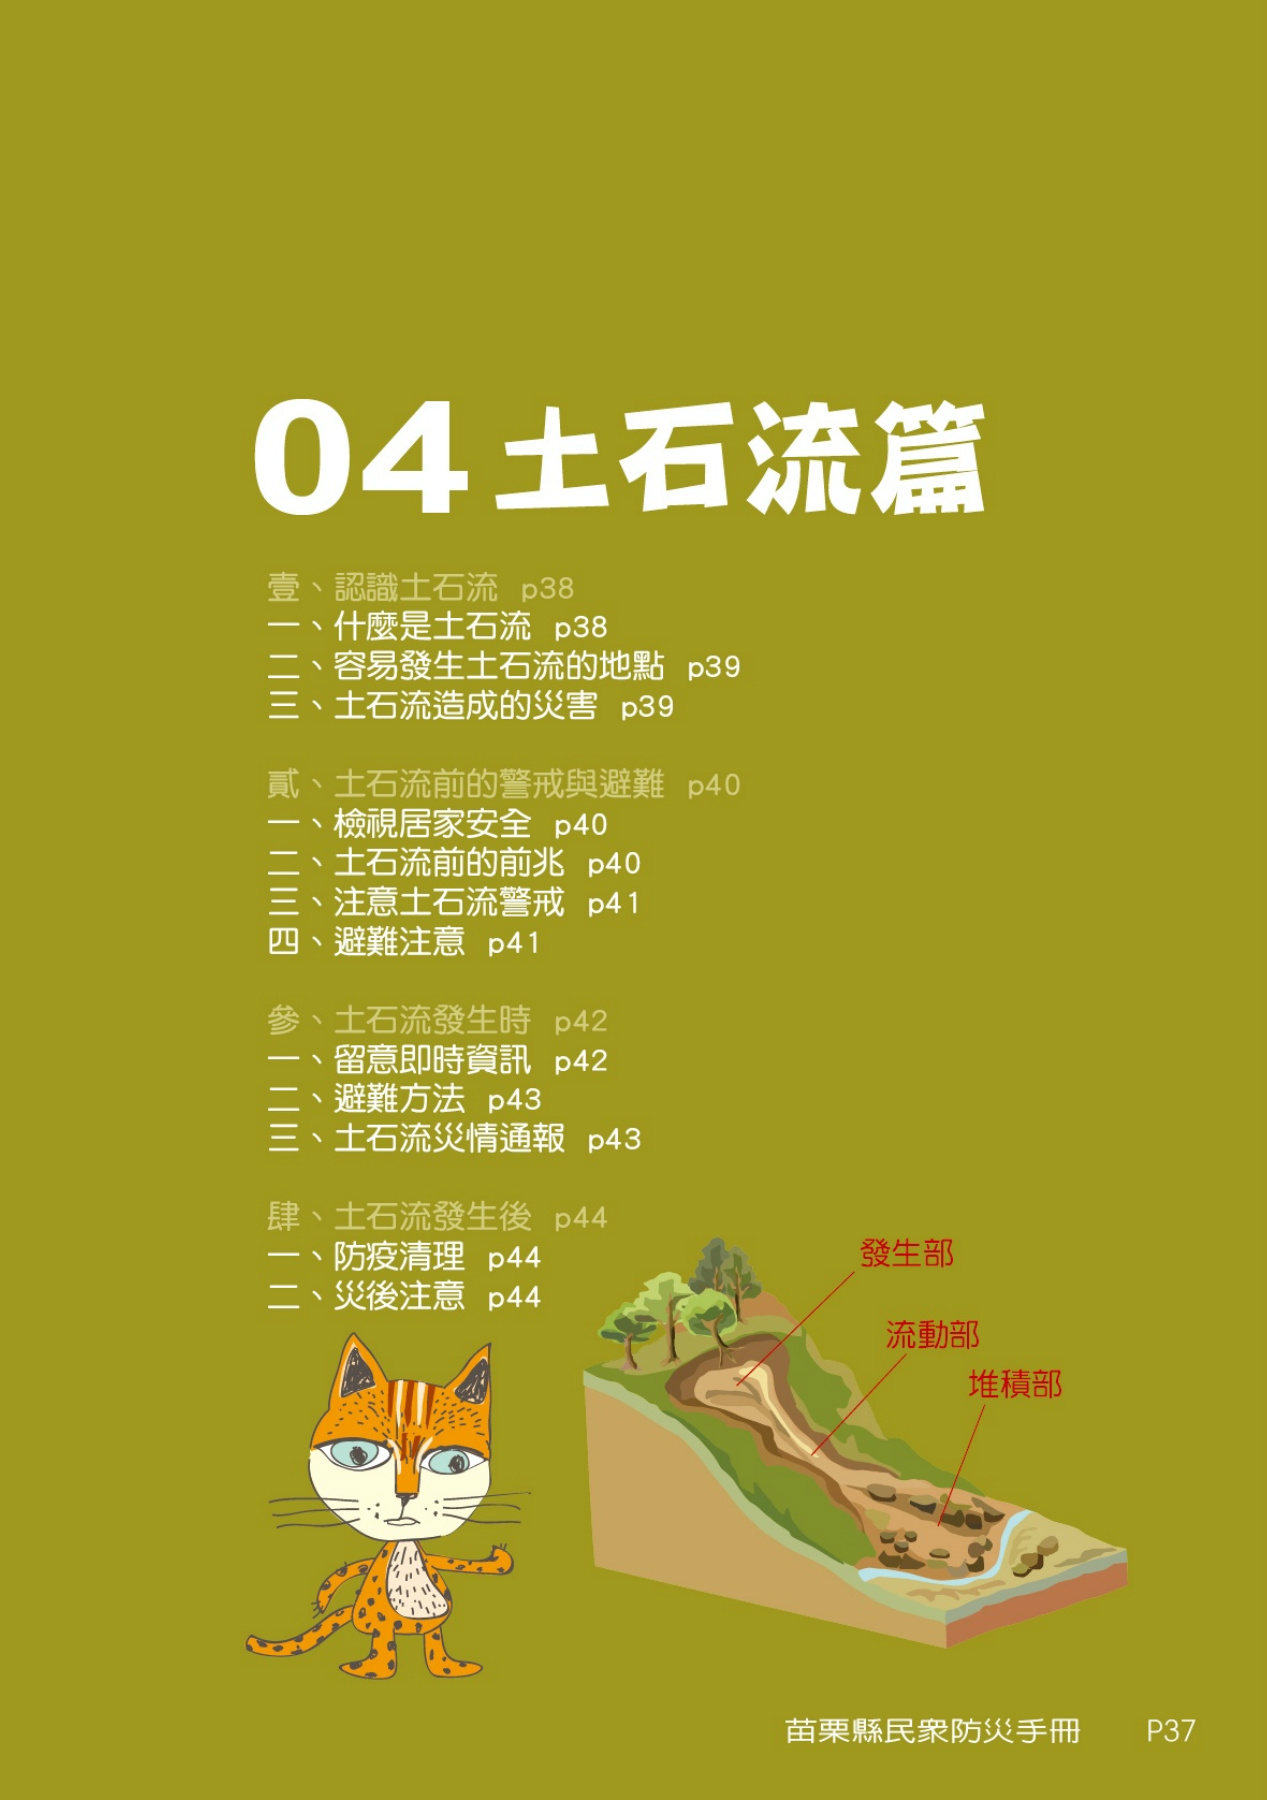 04 土石流篇
壹、認識土石流 p38
一、什麼是土石流 p38
二、容易發生土石流的地點 p39
三、土石流造成的災害 p39
貳、土石流前的警戒與避難 p40
一、檢視居家安全 p40
二、土石流前的前兆 p40
三、注意土石流警戒 p41
四、避難注意 p41
參、土石流發生時 p42
一、留意即時資訊 p42
二、避難方法 p43
三、土石流災情通報 p43
肆、土石流發生後 p44
一、防疫清理 p44
二、災後注意 p44
發生部
流動部
堆積部
苗栗縣民眾防災手冊 P37